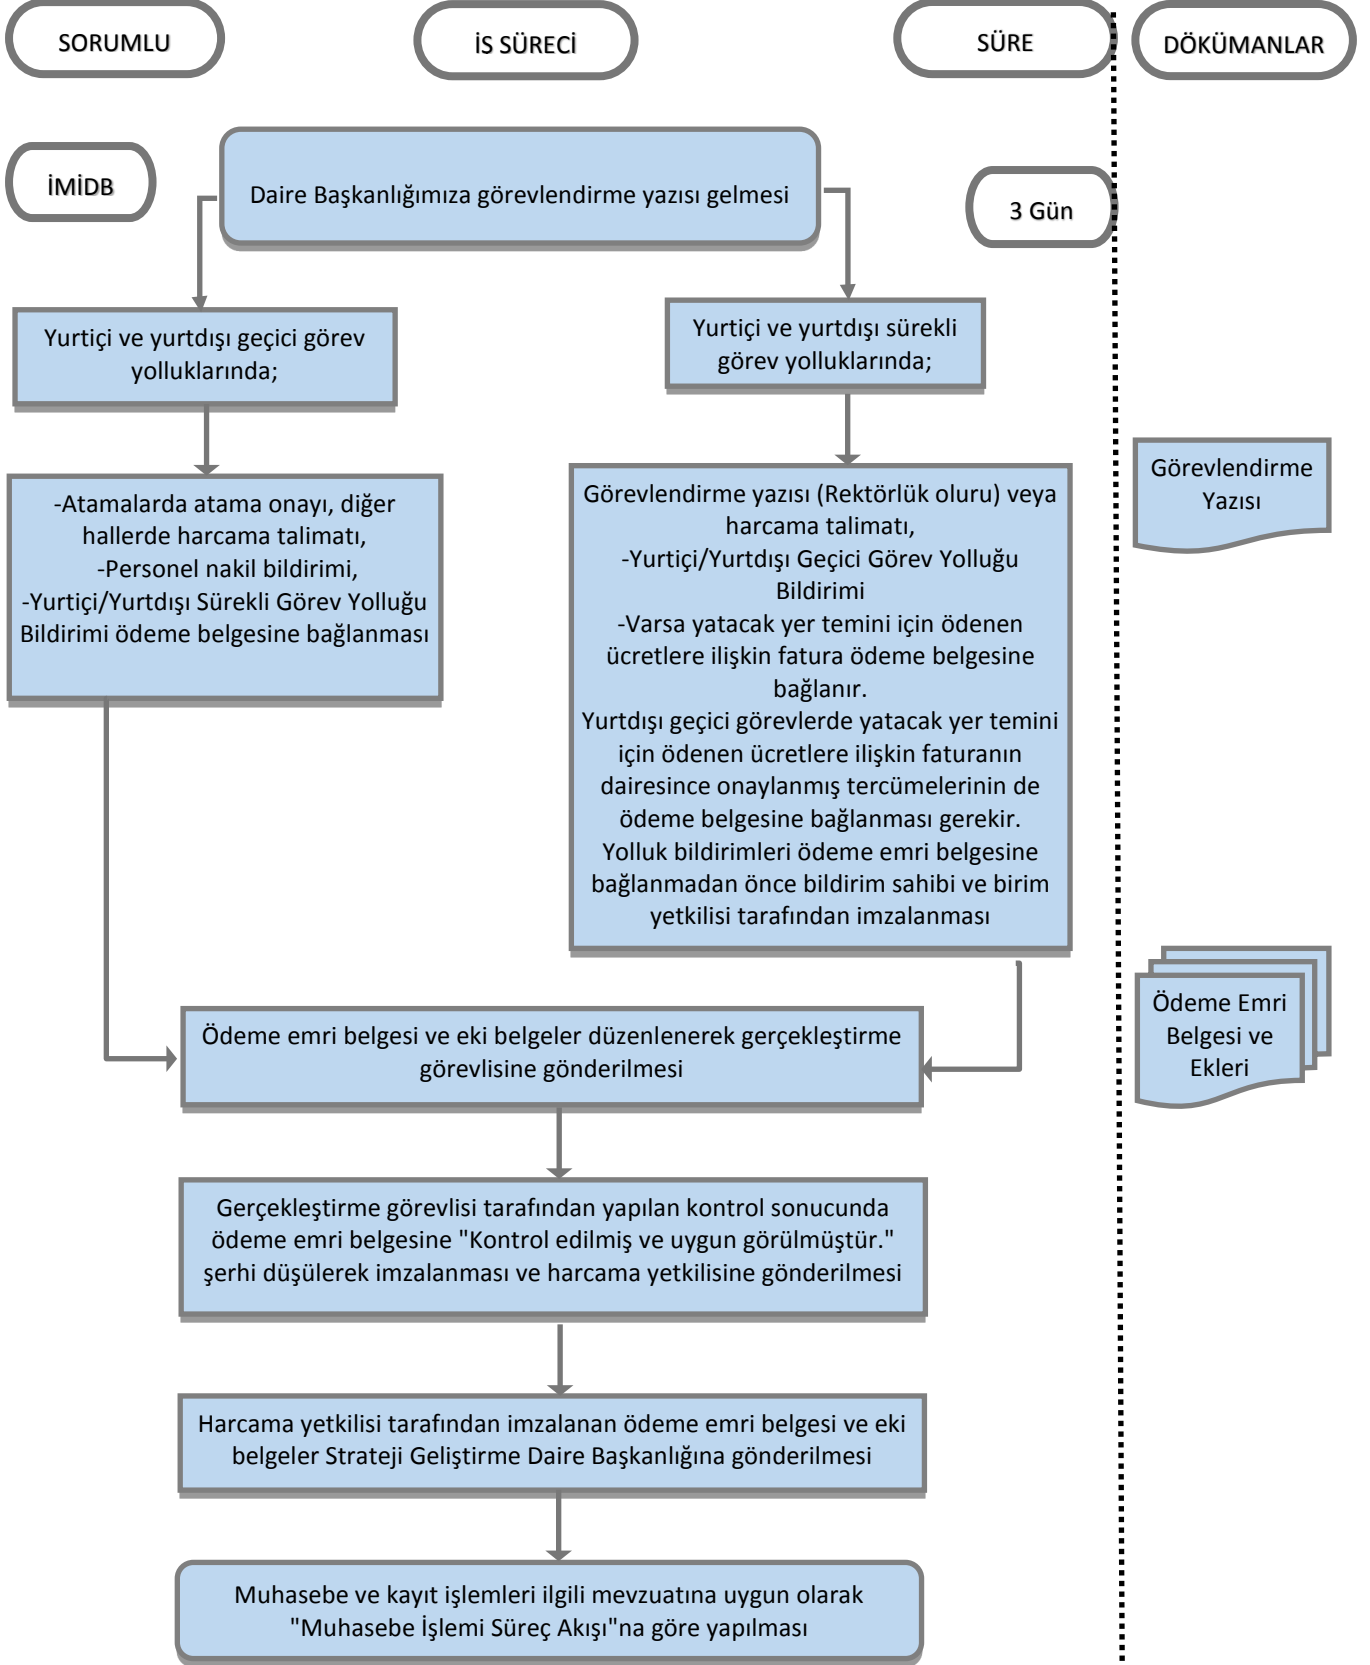 SORUMLU
İS SÜRECİ
SÜRE
DÖKÜMANLAR
İMİDB
Daire Başkanlığımıza görevlendirme yazısı gelmesi
3 Gün
Yurtiçi ve yurtdışı geçici görev
yolluklarında;
Yurtiçi ve yurtdışı sürekli
görev yolluklarında;
-Atamalarda atama onayı, diğer
hallerde harcama talimatı,
-Personel nakil bildirimi,
-Yurtiçi/Yurtdışı Sürekli Görev Yolluğu
Bildirimi ödeme belgesine bağlanması
Görevlendirme yazısı (Rektörlük oluru) veya
harcama talimatı,
-Yurtiçi/Yurtdışı Geçici Görev Yolluğu
Bildirimi
-Varsa yatacak yer temini için ödenen
ücretlere ilişkin fatura ödeme belgesine
bağlanır.
Yurtdışı geçici görevlerde yatacak yer temini
için ödenen ücretlere ilişkin faturanın
dairesince onaylanmış tercümelerinin de
ödeme belgesine bağlanması gerekir.
Yolluk bildirimleri ödeme emri belgesine
bağlanmadan önce bildirim sahibi ve birim
yetkilisi tarafından imzalanması
Görevlendirme
Yazısı
Ödeme emri belgesi ve eki belgeler düzenlenerek gerçekleştirme
görevlisine gönderilmesi
Ödeme Emri
Belgesi ve
Ekleri
Gerçekleştirme görevlisi tarafından yapılan kontrol sonucunda
ödeme emri belgesine "Kontrol edilmiş ve uygun görülmüştür."
şerhi düşülerek imzalanması ve harcama yetkilisine gönderilmesi
Harcama yetkilisi tarafından imzalanan ödeme emri belgesi ve eki
belgeler Strateji Geliştirme Daire Başkanlığına gönderilmesi
Muhasebe ve kayıt işlemleri ilgili mevzuatına uygun olarak
"Muhasebe İşlemi Süreç Akışı"na göre yapılması